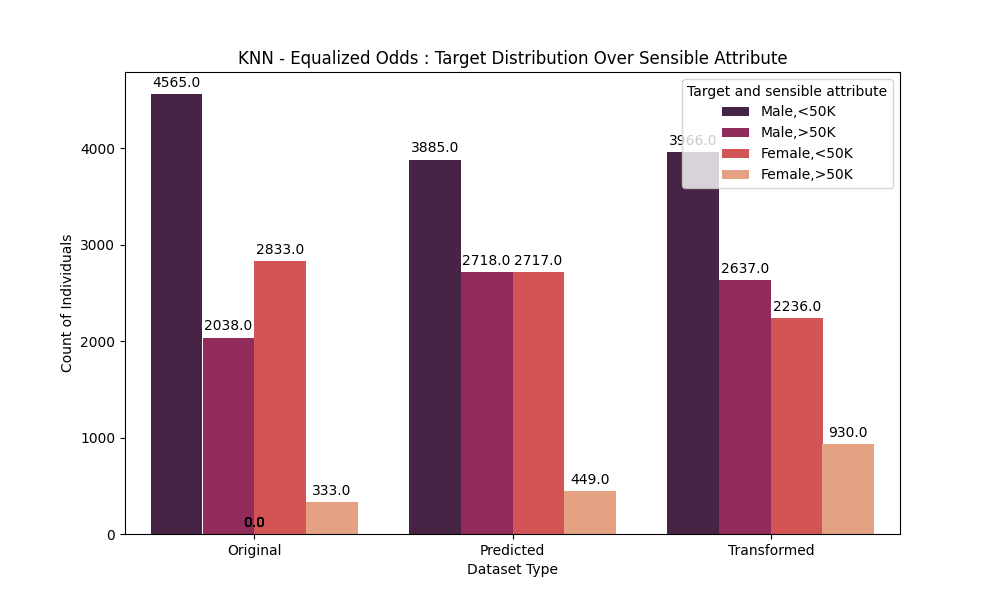 KNN - Equalized Odds : Target Distribution Over Sensible Attribute
Target and sensible attribute
Male,<50K
Male,>50K
Female,<50K
Female,>50K
Count of Individuals
4000
3000
2000
1000
0
4565.0
2038.0
2833.0
333.0
0.0
3885.0
2718.0
2717.0
449.0
3966.0
2637.0
2236.0
930.0
Original
Predicted
Transformed
Dataset Type